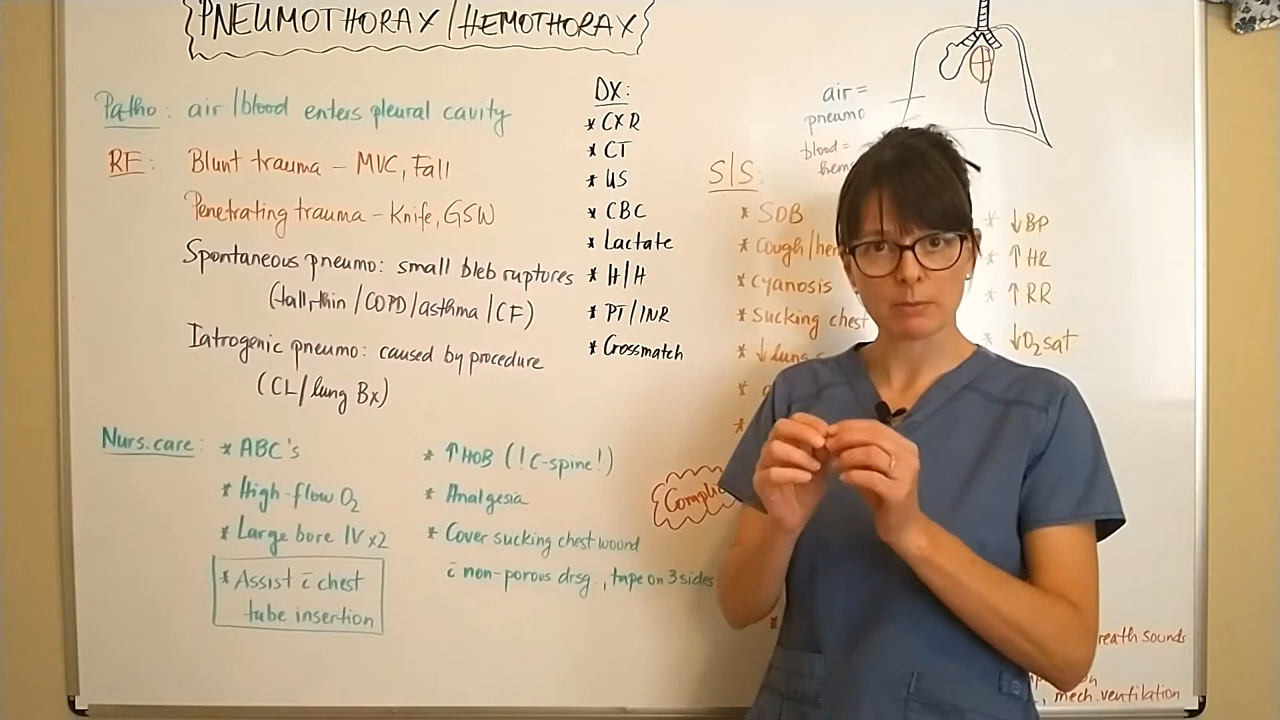 PNEUMOTHORAX/HEMOTHORAX
Patho: air/blood enters pleural cavity
RF: Blunt trauma – MVC, Fall
Penetrating trauma – Knife, GSW
Spontaneous pneumo: small bleb ruptures
(tall, thin/COPD/asthma/CF)
Iatrogenic pneumo: caused by procedure
(CL/lung Bx)
DX:
* CXR
* CT
* US
* CBC
* Lactate
* H/H
* PT/INR
* Crossmatch
air =
pneumo
blood =
S/S:
* SOB
* Cough/
* cyanosis
* Sucking chest
* ↓ lung
*
*
* ↓BP
* ↑HR
* ↑RR
* ↓O₂ sat
Nurs. care: * ABC's
* High-flow O₂
* Large bore IV x2
* Assist c̄ chest
tube insertion
* ↑HOB (!C-spine!)
* Analgesia
* Cover sucking chest wound
c̄ non-porous drsg., tape on 3 sides
sounds
mech. ventilation